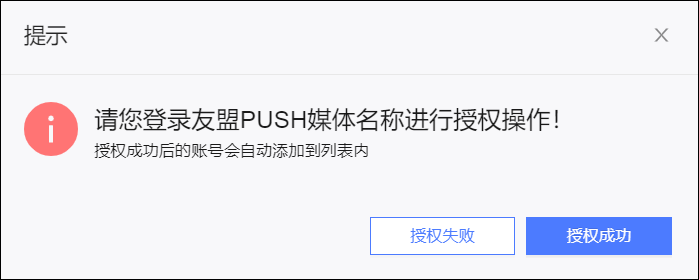 提示
请您登录友盟PUSH媒体名称进行授权操作！
授权成功后的账号会自动添加到列表内
授权失败
授权成功